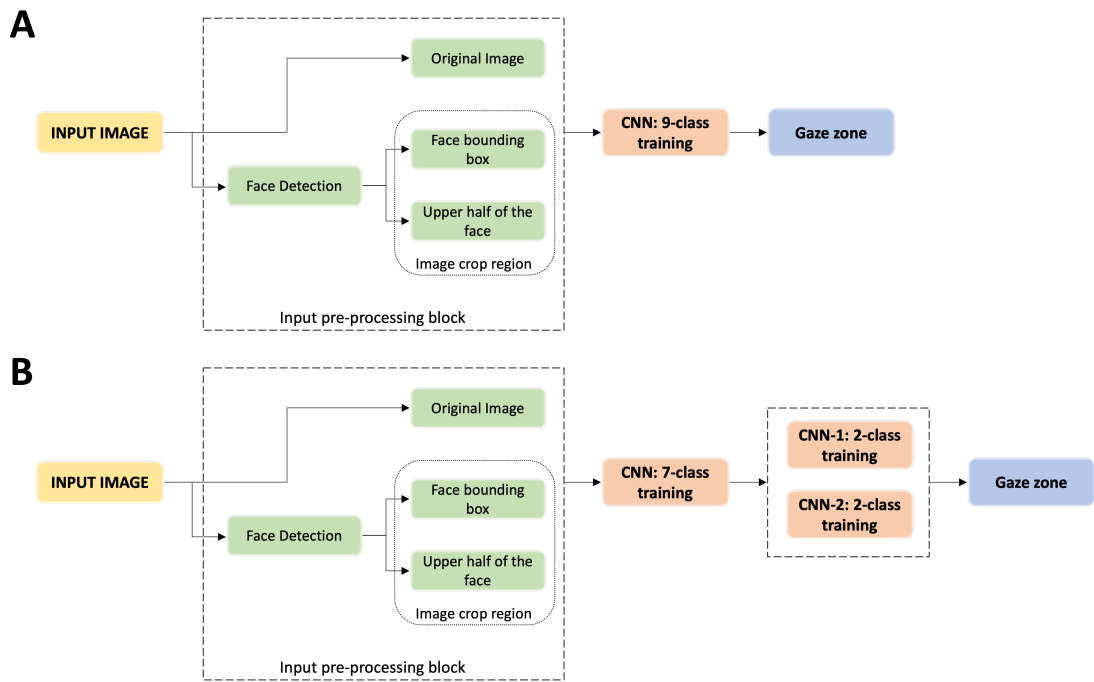 A
Original Image
INPUT IMAGE
CNN: 9-class
training
Gaze zone
Face bounding
box
Face Detection
Upper half of the
face
Image crop region
Input pre-processing block
B
Original Image
INPUT IMAGE
CNN: 7-class
training
CNN-1: 2-class
training
CNN-2: 2-class
training
Gaze zone
Face bounding
box
Face Detection
Upper half of the
face
Image crop region
Input pre-processing block